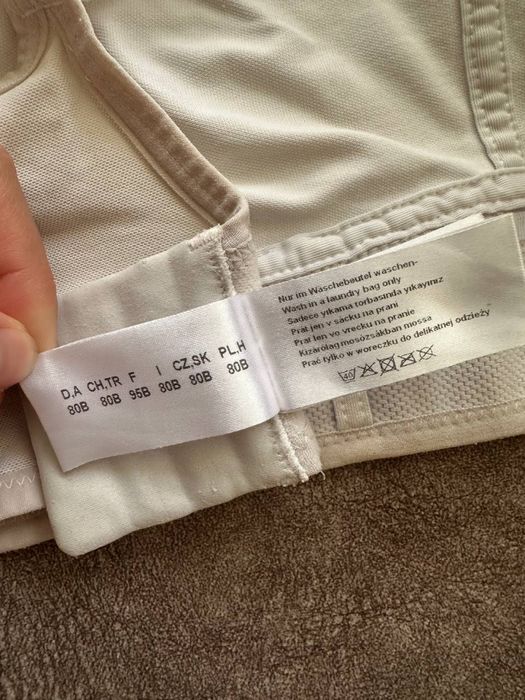 D,A CH,TR F I CZ,SK PL,H
80B 80B 95B 80B 80B 80B
Nur im Waschebeutel waschen-
Wash in a laundry bag only
Sadece yıkama torbasında yıkayınız
Prát jen v sácku na praní
Prať len vo vrecku na pranie
Kizárólag mosózsákban mossa
Prać tylko w woreczku do delikatnej odzieży
40